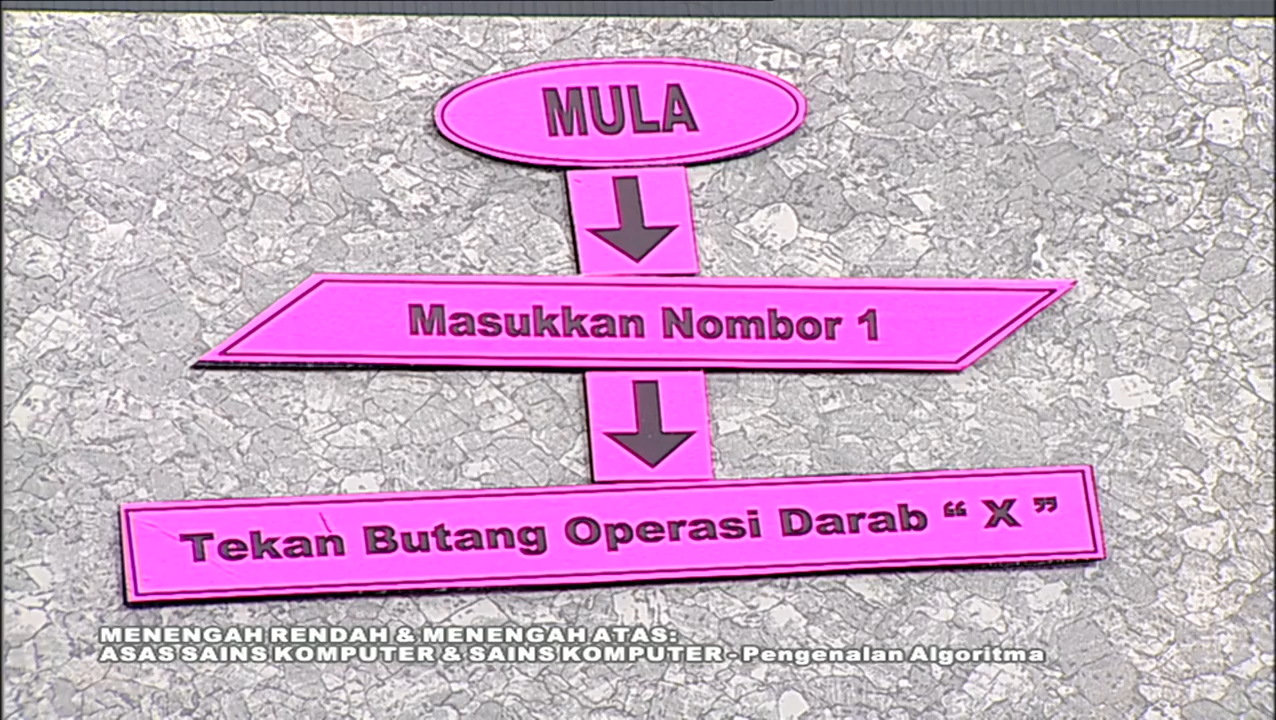 MULA
Masukkan Nombor 1
Tekan Butang Operasi Darab “ X ”
MENENGAH RENDAH & MENENGAH ATAS:
ASAS SAINS KOMPUTER & SAINS KOMPUTER - Pengenalan Algoritma